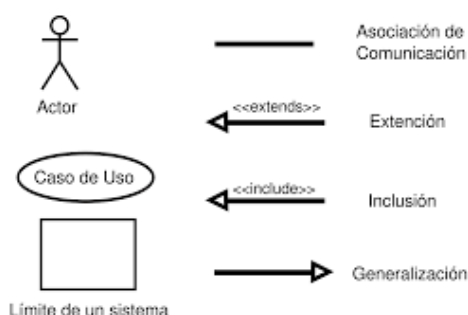 Asociación de
Comunicación
Actor
<<extends>>
Extención
Caso de Uso
<<include>>
Inclusión
Generalización
Límite de un sistema